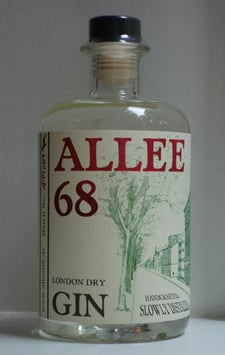 ALLEE
68
LONDON DRY
GIN
HANDCRAFTED
SLOWLY DISTILLED